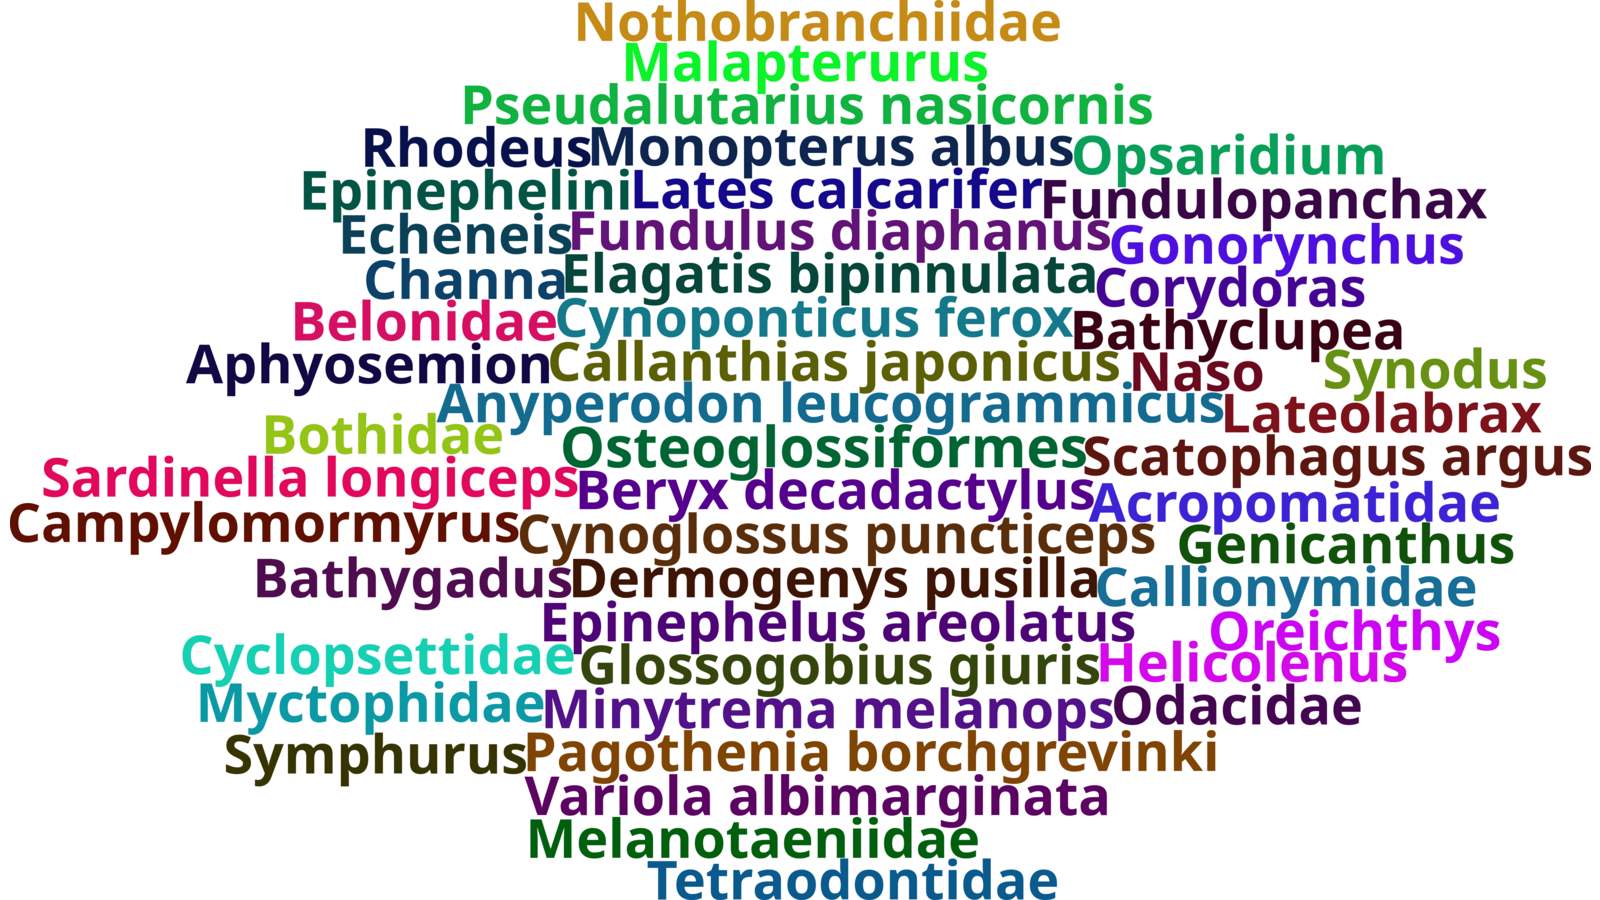 Nothobranchiidae
Malapterurus
Pseudalutarius nasicornis
Rhodeus Monopterus albus Opsaridium
Epinephelini Lates calcarifer Fundulopanchax
Echeneis Fundulus diaphanus Gonorynchus
Channa Elagatis bipinnulata Corydoras
Belonidae Cynoponticus ferox Bathyclupea
Aphyosemion Callanthias japonicus Naso Synodus
Anyperodon leucogrammicus Lateolabrax
Bothidae Osteoglossiformes Scatophagus argus
Sardinella longiceps Beryx decadactylus Acropomatidae
Campylomormyrus Cynoglossus puncticeps Genicanthus
Bathygadus Dermogenys pusilla Callionymidae
Epinephelus areolatus Oreichthys
Cyclopsettidae Glossogobius giuris Helicolenus
Myctophidae Minytrema melanops Odacidae
Symphurus Pagothenia borchgrevinki
Variola albimarginata
Melanotaeniidae
Tetraodontidae